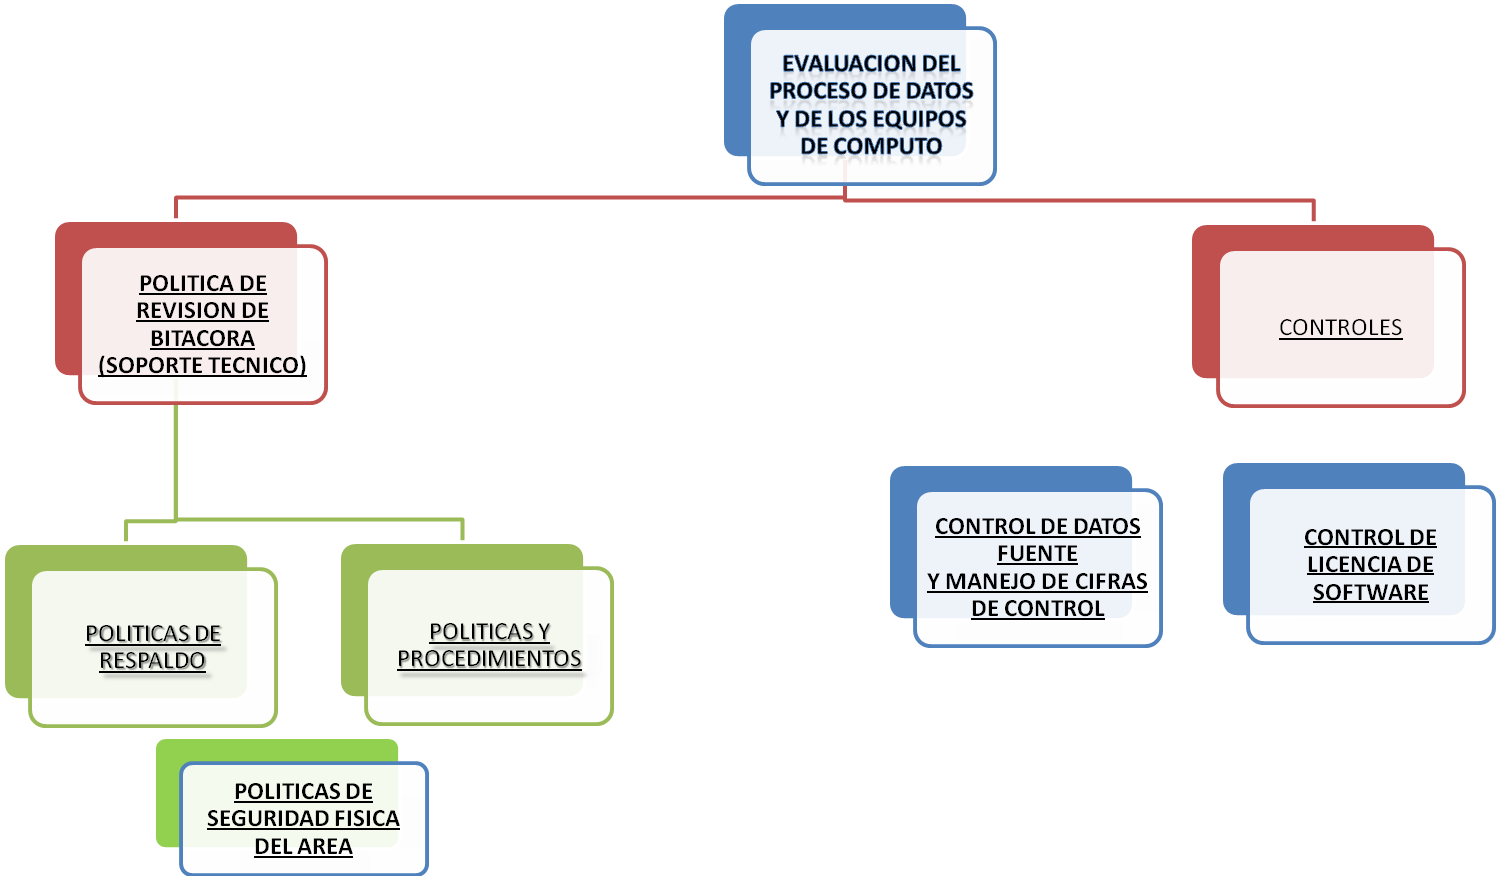 EVALUACION DEL
PROCESO DE DATOS
Y DE LOS EQUIPOS
DE COMPUTO
POLITICA DE
REVISION DE
BITACORA
(SOPORTE TECNICO)
CONTROLES
POLITICAS DE
RESPALDO
POLITICAS Y
PROCEDIMIENTOS
CONTROL DE DATOS
FUENTE
Y MANEJO DE CIFRAS
DE CONTROL
CONTROL DE
LICENCIA DE
SOFTWARE
POLITICAS DE
SEGURIDAD FISICA
DEL AREA